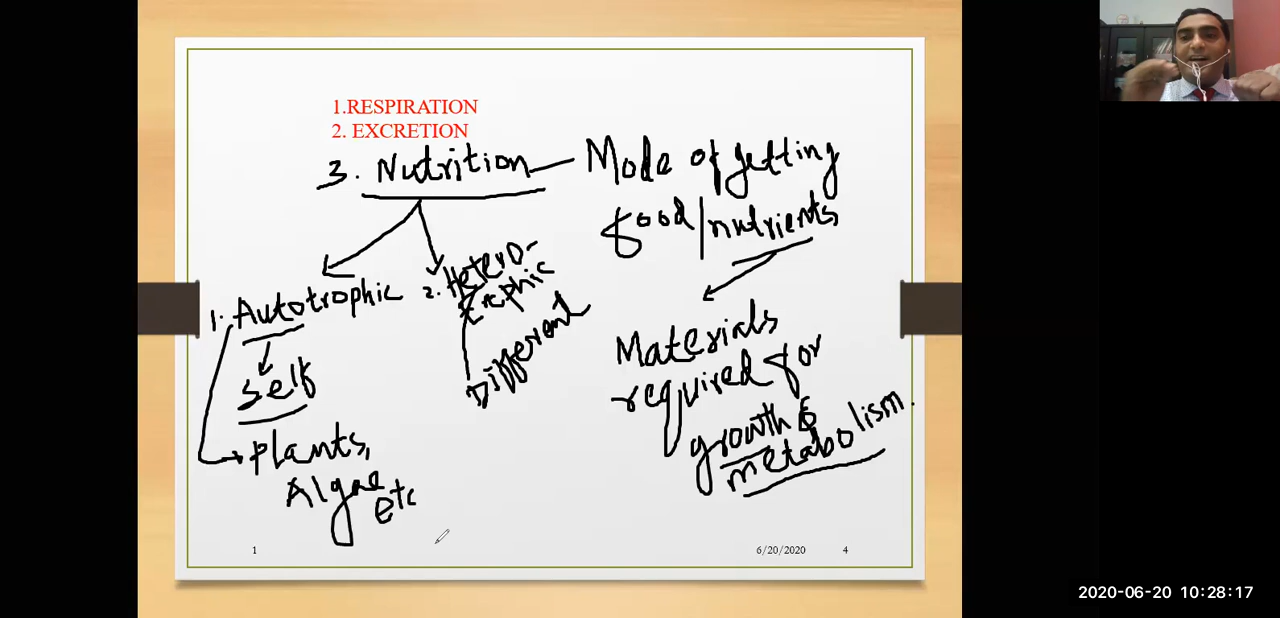 1.RESPIRATION
2. EXCRETION
3. Nutrition — Mode of getting
food/nutrients
1. Autotrophic
2. Hetero-
trophic
Self
Different
Plants,
Algae
etc
Materials
required for
growth &
metabolism.
1
6/20/2020
4
2020-06-20 10:28:17